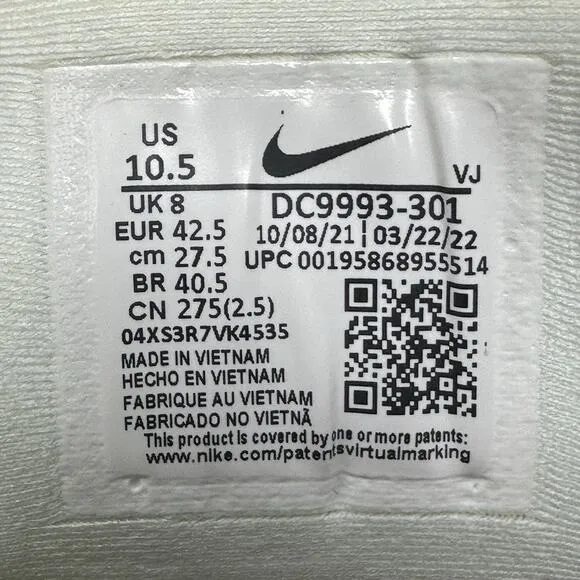 US
10.5
VJ
UK 8
DC9993-301
EUR 42.5
10/08/21 | 03/22/22
cm 27.5
UPC 00195868955514
BR 40.5
CN 275(2.5)
04XS3R7VK4535
MADE IN VIETNAM
HECHO EN VIETNAM
FABRIQUE AU VIETNAM
FABRICADO NO VIETNÃ
This product is covered by one or more patents:
www.nike.com/patentsvirtualmarking